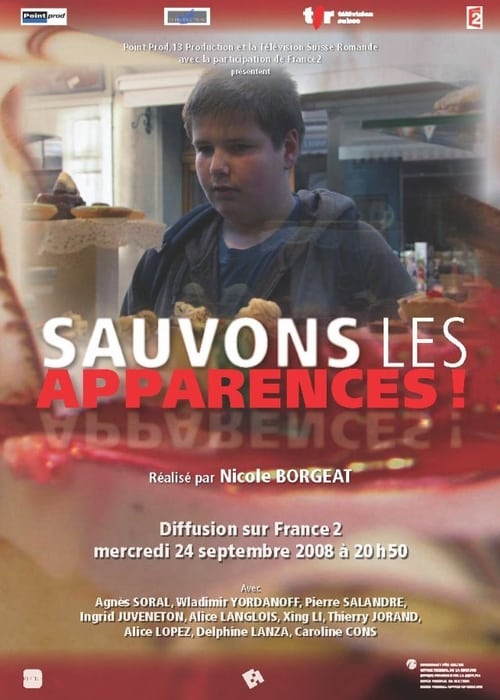 Point prod
tsr télévision suisse
2
Point Prod, 13 Production et la Télévision Suisse Romande
avec la participation de France2
présentent
SAUVONS LES
APPARENCES !
Réalisé par Nicole BORGEAT
Diffusion sur France 2
mercredi 24 septembre 2008 à 20h50
Avec
Agnès SORAL, Wladimir YORDANOFF, Pierre SALANDRE,
Ingrid JUVENETON, Alice LANGLOIS, Xing LI, Thierry JORAND,
Alice LOPEZ, Delphine LANZA, Caroline CONS